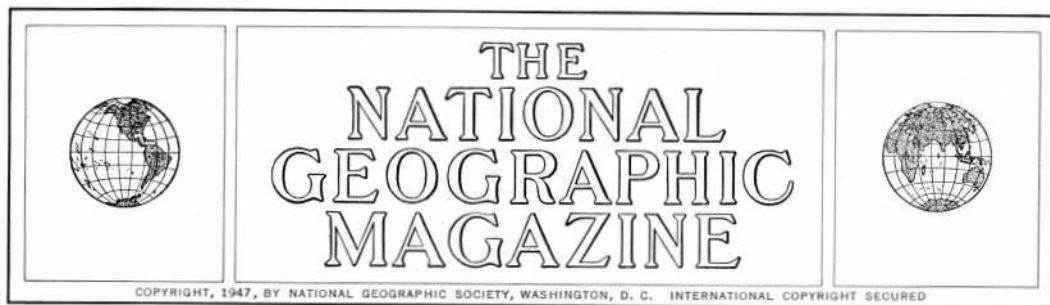 THE
NATIONAL
GEOGRAPHIC
MAGAZINE
COPYRIGHT, 1947, BY NATIONAL GEOGRAPHIC SOCIETY, WASHINGTON, D. C. INTERNATIONAL COPYRIGHT SECURED